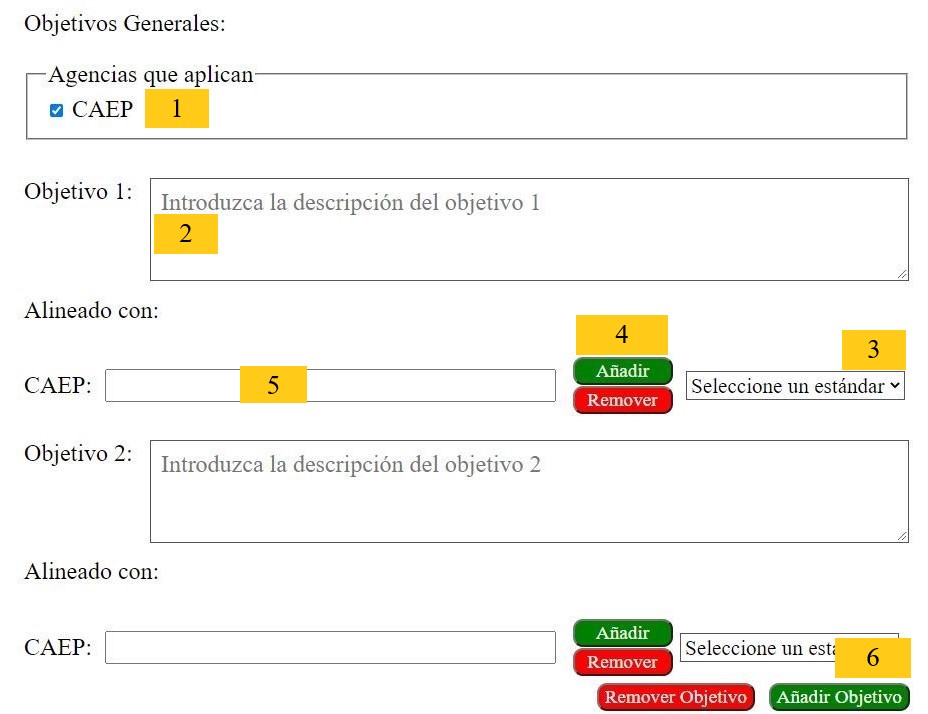 Objetivos Generales:
Agencias que aplican
CAEP 1
Objetivo 1: Introduzca la descripción del objetivo 1
2
Alineado con:
4
3
CAEP: 5 Añadir Seleccione un estándar
Remover
Objetivo 2: Introduzca la descripción del objetivo 2
Alineado con:
CAEP: Añadir Seleccione un está 6
Remover
Remover Objetivo Añadir Objetivo